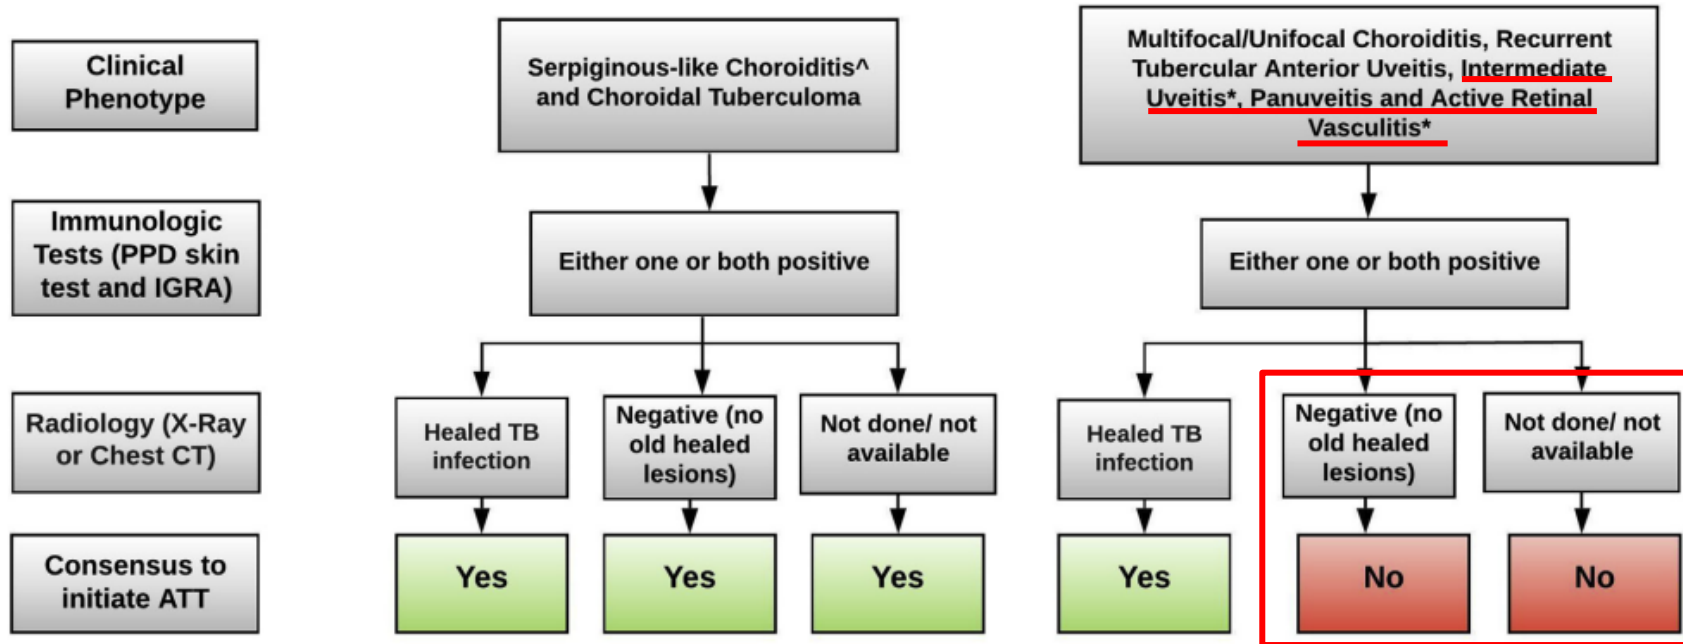 Clinical
Phenotype
Serpiginous-like Choroiditis^
and Choroidal Tuberculoma
Multifocal/Unifocal Choroiditis, Recurrent
Tubercular Anterior Uveitis, Intermediate
Uveitis*, Panuveitis and Active Retinal
Vasculitis*
Immunologic
Tests (PPD skin
test and IGRA)
Either one or both positive
Either one or both positive
Radiology (X-Ray
or Chest CT)
Healed TB
infection
Negative (no
old healed
lesions)
Not done/ not
available
Healed TB
infection
Negative (no
old healed
lesions)
Not done/ not
available
Consensus to
initiate ATT
Yes
Yes
Yes
Yes
No
No